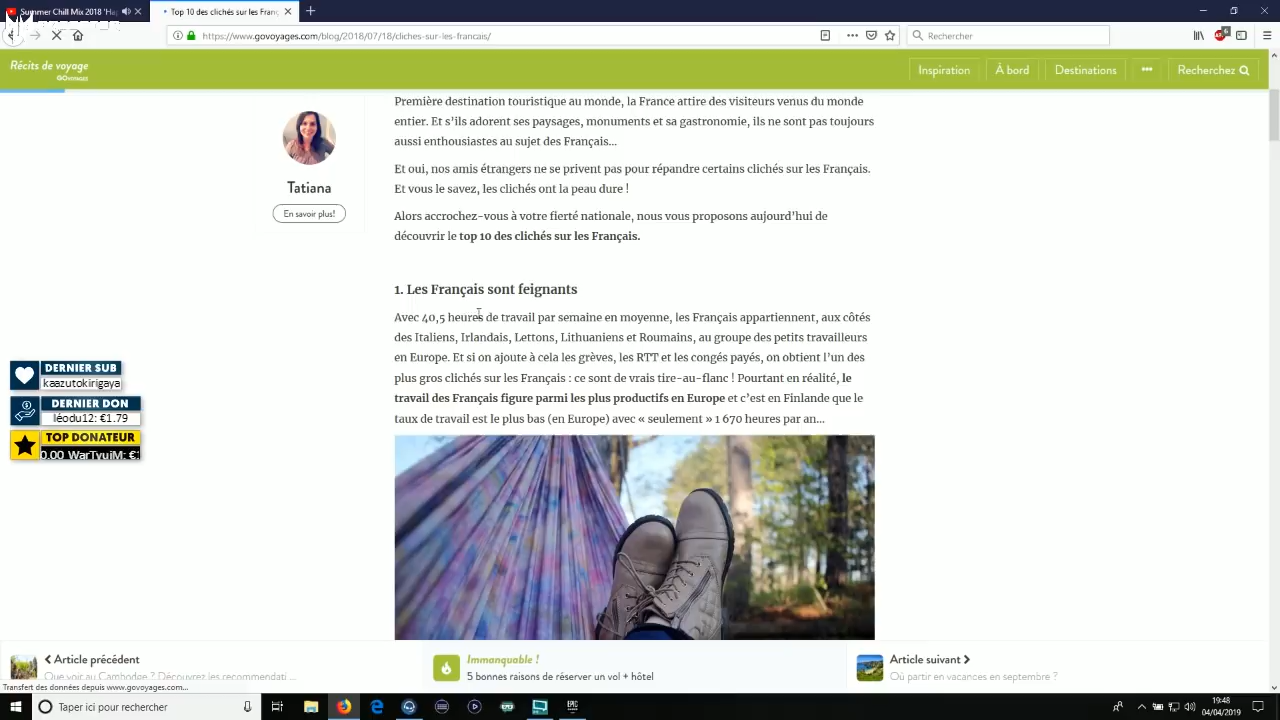 Summer Chill Mix 2018 'Hap
Top 10 des clichés sur les Franç
https://www.govoyages.com/blog/2018/07/18/cliches-sur-les-francais/
Rechercher
Récits de voyage
GOVOYAGES
Inspiration
À bord
Destinations
Recherchez
Première destination touristique au monde, la France attire des visiteurs venus du monde
entier. Et s'ils adorent ses paysages, monuments et sa gastronomie, ils ne sont pas toujours
aussi enthousiastes au sujet des Français…
Tatiana
En savoir plus!
Et oui, nos amis étrangers ne se privent pas pour répandre certains clichés sur les Français.
Et vous le savez, les clichés ont la peau dure !
Alors accrochez-vous à votre fierté nationale, nous vous proposons aujourd'hui de
découvrir le top 10 des clichés sur les Français.
1. Les Français sont feignants
Avec 40,5 heures de travail par semaine en moyenne, les Français appartiennent, aux côtés
des Italiens, Irlandais, Lettons, Lithuaniens et Roumains, au groupe des petits travailleurs
en Europe. Et si on ajoute à cela les grèves, les RTT et les congés payés, on obtient l'un des
plus gros clichés sur les Français : ce sont de vrais tire-au-flanc ! Pourtant en réalité, le
travail des Français figure parmi les plus productifs en Europe et c'est en Finlande que le
taux de travail est le plus bas (en Europe) avec « seulement » 1 670 heures par an…
DERNIER SUB
kaazutokirigaya
DERNIER DON
léodu12: €1.79
TOP DONATEUR
0.00 WarTvuiM: €
Article précédent
Que voir au Cambodge ? Découvrez les recommendati ...
Immanquable !
5 bonnes raisons de réserver un vol + hôtel
Article suivant
Où partir en vacances en septembre ?
Transfert des données depuis www.govoyages.com...
Taper ici pour rechercher
EPIC
19:48
04/04/2019